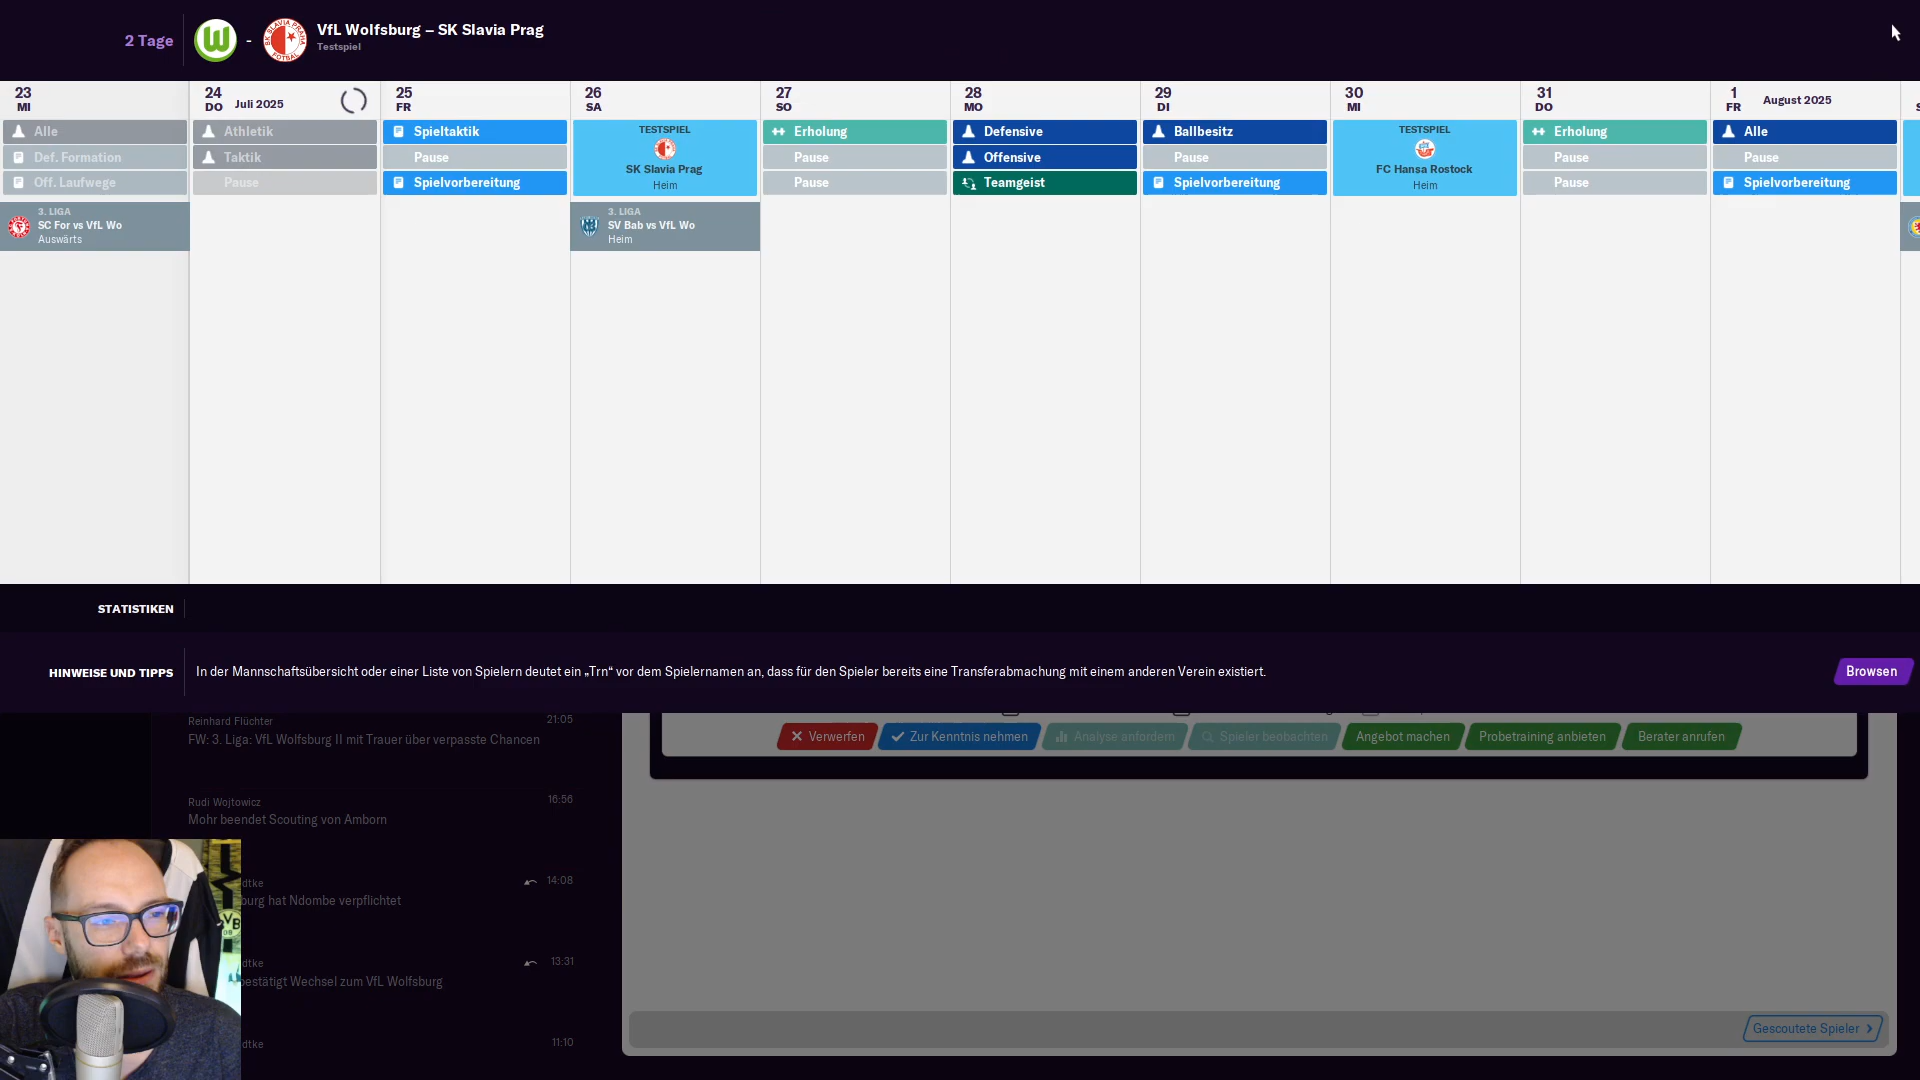 2 Tage
VfL Wolfsburg – SK Slavia Prag
Testspiel
23
MI
Alle
Def. Formation
Off. Laufwege
3. LIGA
SC For vs VfL Wo
Auswärts
24
DO
Juli 2025
Athletik
Taktik
Pause
25
FR
Spieltaktik
Pause
Spielvorbereitung
26
SA
TESTSPIEL
SK Slavia Prag
Heim
3. LIGA
SV Bab vs VfL Wo
Heim
27
SO
Erholung
Pause
Pause
28
MO
Defensive
Offensive
Teamgeist
29
DI
Ballbesitz
Pause
Spielvorbereitung
30
MI
TESTSPIEL
FC Hansa Rostock
Heim
31
DO
Erholung
Pause
Pause
1
FR
August 2025
Alle
Pause
Spielvorbereitung
STATISTIKEN
HINWEISE UND TIPPS
In der Mannschaftsübersicht oder einer Liste von Spielern deutet ein „Trn“ vor dem Spielernamen an, dass für den Spieler bereits eine Transferabmachung mit einem anderen Verein existiert.
Browsen
Reinhard Flüchter
21:05
FW: 3. Liga: VfL Wolfsburg II mit Trauer über verpasste Chancen
Verwerfen
Zur Kenntnis nehmen
Analyse anfordern
Spieler beobachten
Angebot machen
Probetraining anbieten
Berater anrufen
Rudi Wojtowicz
16:56
Mohr beendet Scouting von Amborn
dtke
14:08
burg hat Ndombe verpflichtet
dtke
13:31
bestätigt Wechsel zum VfL Wolfsburg
dtke
11:10
Gescoutete Spieler